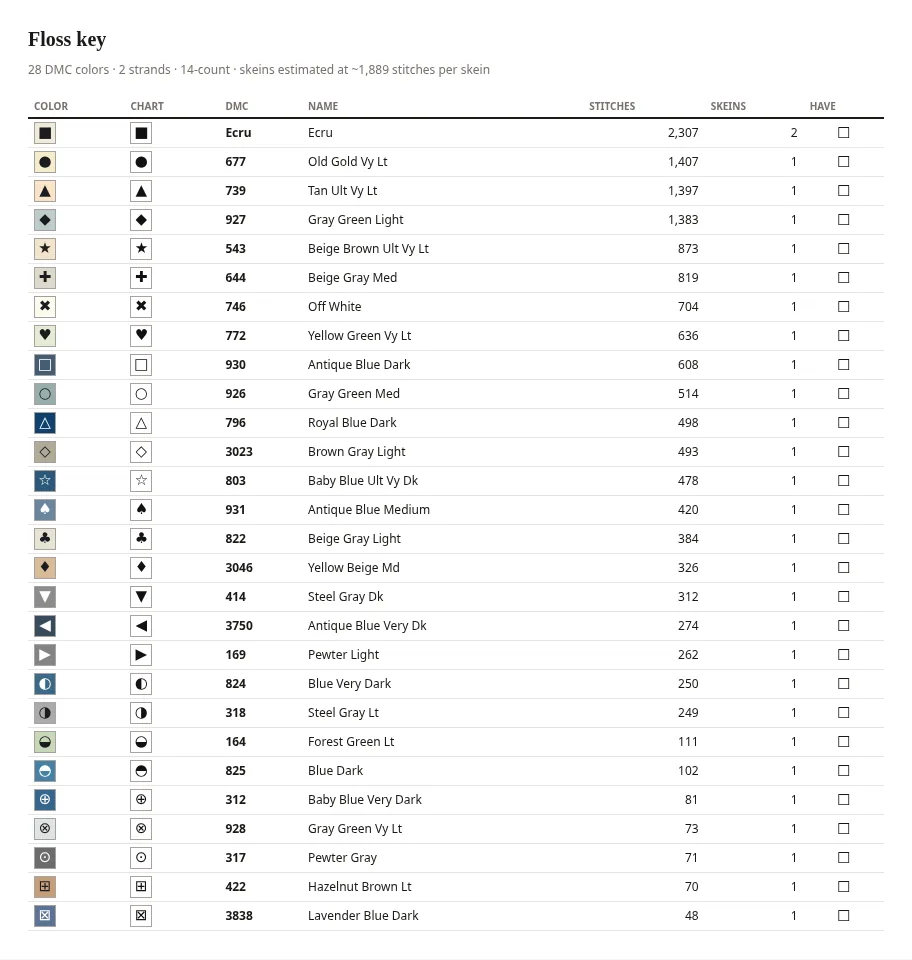 Floss key
28 DMC colors · 2 strands · 14-count · skeins estimated at ~1,889 stitches per skein
COLOR CHART DMC NAME STITCHES SKEINS HAVE
■ ■ Ecru Ecru 2,307 2 ☐
● ● 677 Old Gold Vy Lt 1,407 1 ☐
▲ ▲ 739 Tan Ult Vy Lt 1,397 1 ☐
◆ ◆ 927 Gray Green Light 1,383 1 ☐
★ ★ 543 Beige Brown Ult Vy Lt 873 1 ☐
✚ ✚ 644 Beige Gray Med 819 1 ☐
✖ ✖ 746 Off White 704 1 ☐
♥ ♥ 772 Yellow Green Vy Lt 636 1 ☐
□ □ 930 Antique Blue Dark 608 1 ☐
○ ○ 926 Gray Green Med 514 1 ☐
△ △ 796 Royal Blue Dark 498 1 ☐
◇ ◇ 3023 Brown Gray Light 493 1 ☐
☆ ☆ 803 Baby Blue Ult Vy Dk 478 1 ☐
♠ ♠ 931 Antique Blue Medium 420 1 ☐
♣ ♣ 822 Beige Gray Light 384 1 ☐
♦ ♦ 3046 Yellow Beige Md 326 1 ☐
▼ ▼ 414 Steel Gray Dk 312 1 ☐
◀ ◀ 3750 Antique Blue Very Dk 274 1 ☐
▶ ▶ 169 Pewter Light 262 1 ☐
◐ ◐ 824 Blue Very Dark 250 1 ☐
◑ ◑ 318 Steel Gray Lt 249 1 ☐
◒ ◒ 164 Forest Green Lt 111 1 ☐
◓ ◓ 825 Blue Dark 102 1 ☐
⊕ ⊕ 312 Baby Blue Very Dark 81 1 ☐
⊗ ⊗ 928 Gray Green Vy Lt 73 1 ☐
⊙ ⊙ 317 Pewter Gray 71 1 ☐
⊞ ⊞ 422 Hazelnut Brown Lt 70 1 ☐
⊠ ⊠ 3838 Lavender Blue Dark 48 1 ☐